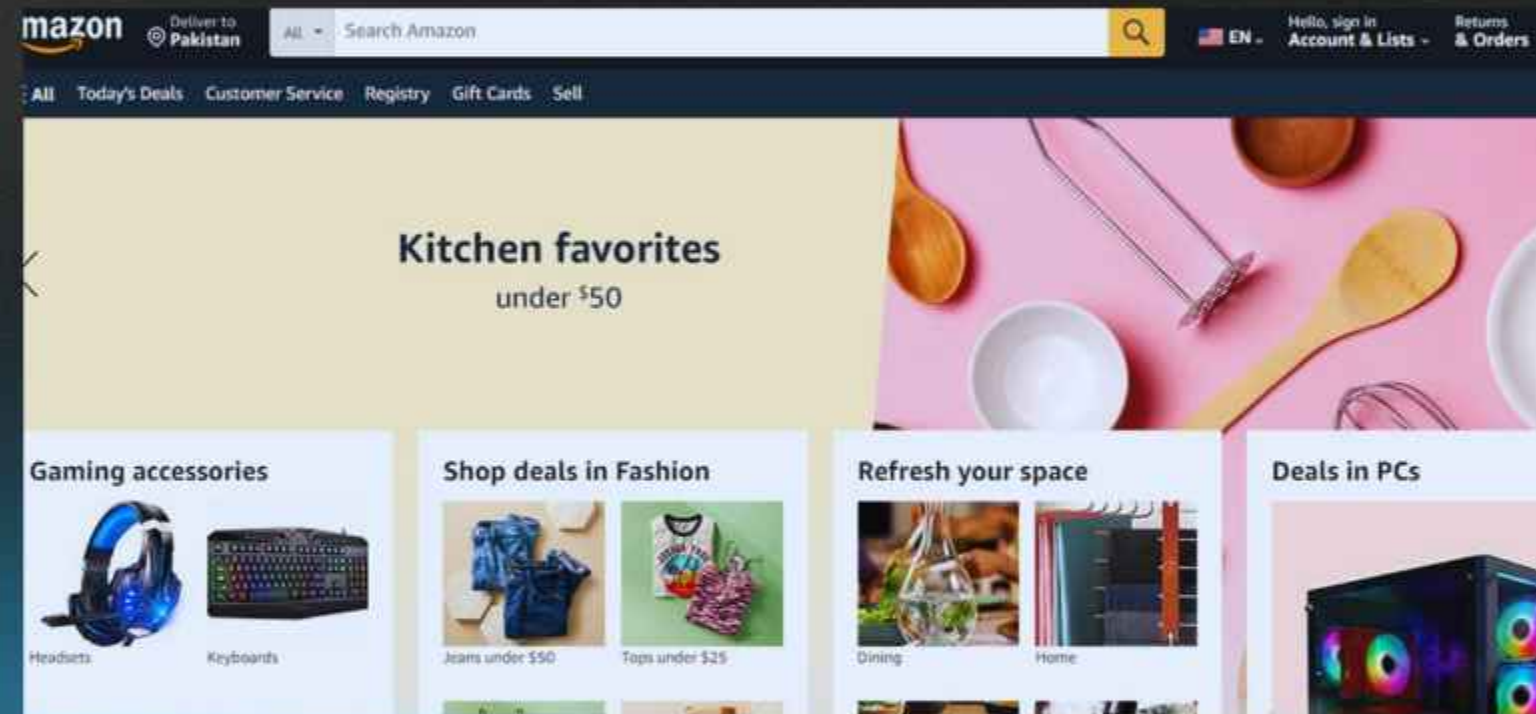 mazon
Deliver to
Pakistan
All
Search Amazon
EN
Hello, sign in
Account & Lists
Returns
& Orders
All Today's Deals Customer Service Registry Gift Cards Sell
Kitchen favorites
under $50
Gaming accessories
Shop deals in Fashion
Refresh your space
Deals in PCs
Headsets
Keyboards
Jeans under $50
Tops under $25
Dining
Home